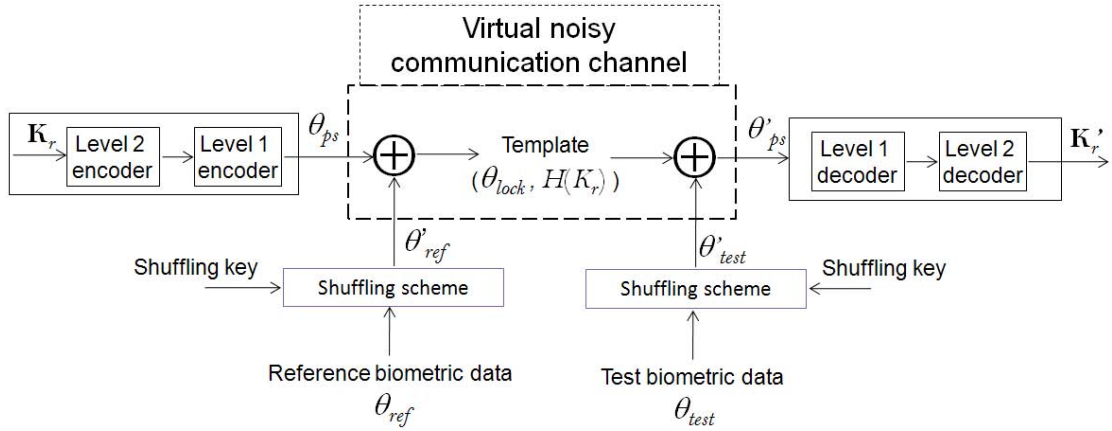 Virtual noisy
communication channel
K_r
Level 2
encoder
Level 1
encoder
θ_ps
Template
(θ_lock, H(K_r))
θ'_ps
Level 1
decoder
Level 2
decoder
K_r'
θ'_ref
θ'_test
Shuffling key
Shuffling scheme
Shuffling scheme
Shuffling key
Reference biometric data
θ_ref
Test biometric data
θ_test